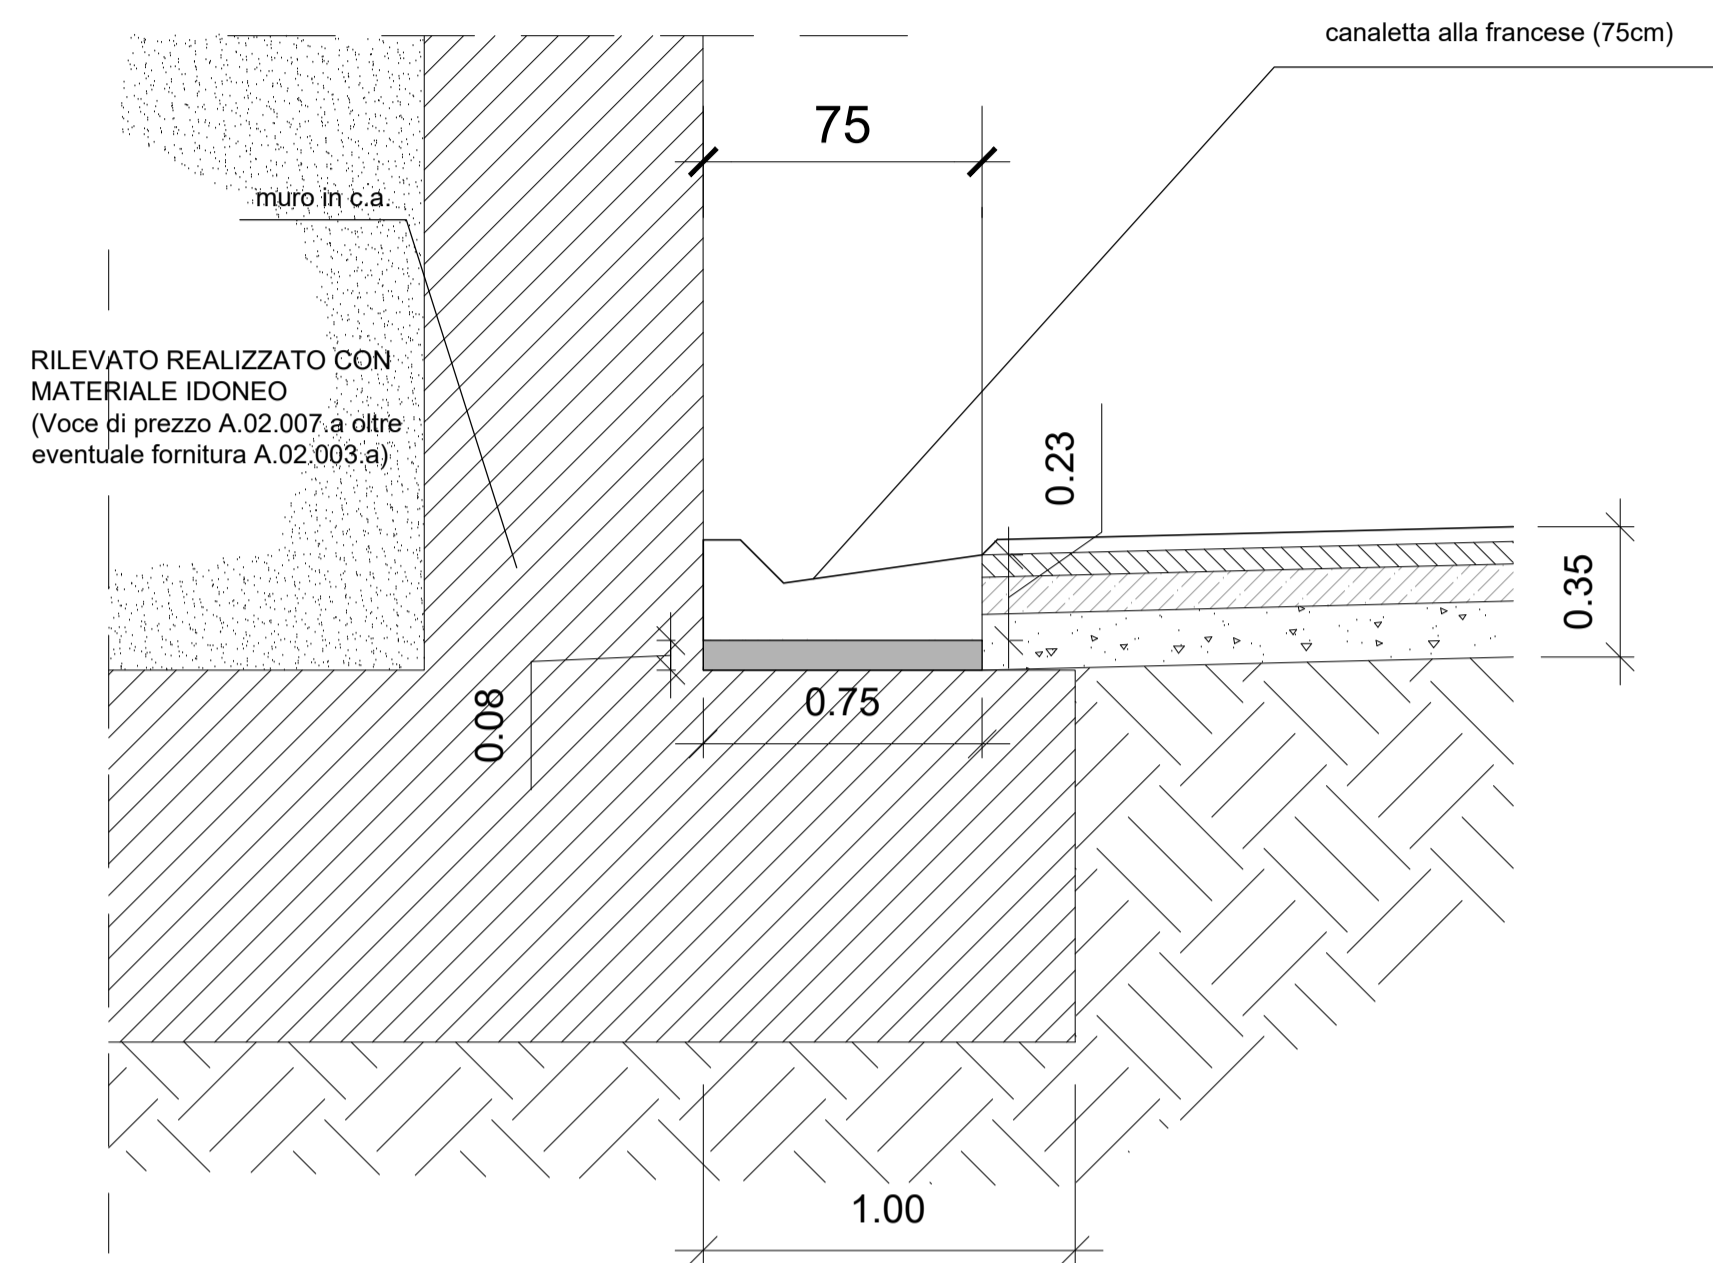 canaletta alla francese (75cm)
75
muro in c.a.
RILEVATO REALIZZATO CON
MATERIALE IDONEO
(Voce di prezzo A.02.007.a oltre
eventuale fornitura A.02.003.a)
0.23
0.35
0.08
0.75
1.00